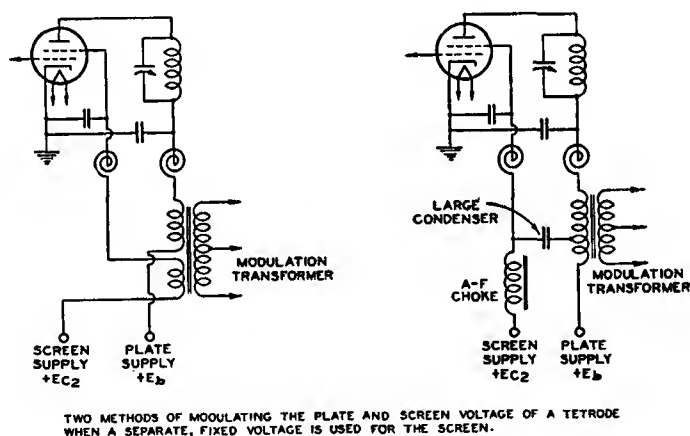 MODULATION
TRANSFORMER
SCREEN
SUPPLY
+EC2
PLATE
SUPPLY
+Eb
LARGE
CONDENSER
A-F
CHOKE
MODULATION
TRANSFORMER
SCREEN
SUPPLY
+EC2
PLATE
SUPPLY
+Eb
TWO METHODS OF MODULATING THE PLATE AND SCREEN VOLTAGE OF A TETRODE
WHEN A SEPARATE, FIXED VOLTAGE IS USED FOR THE SCREEN.